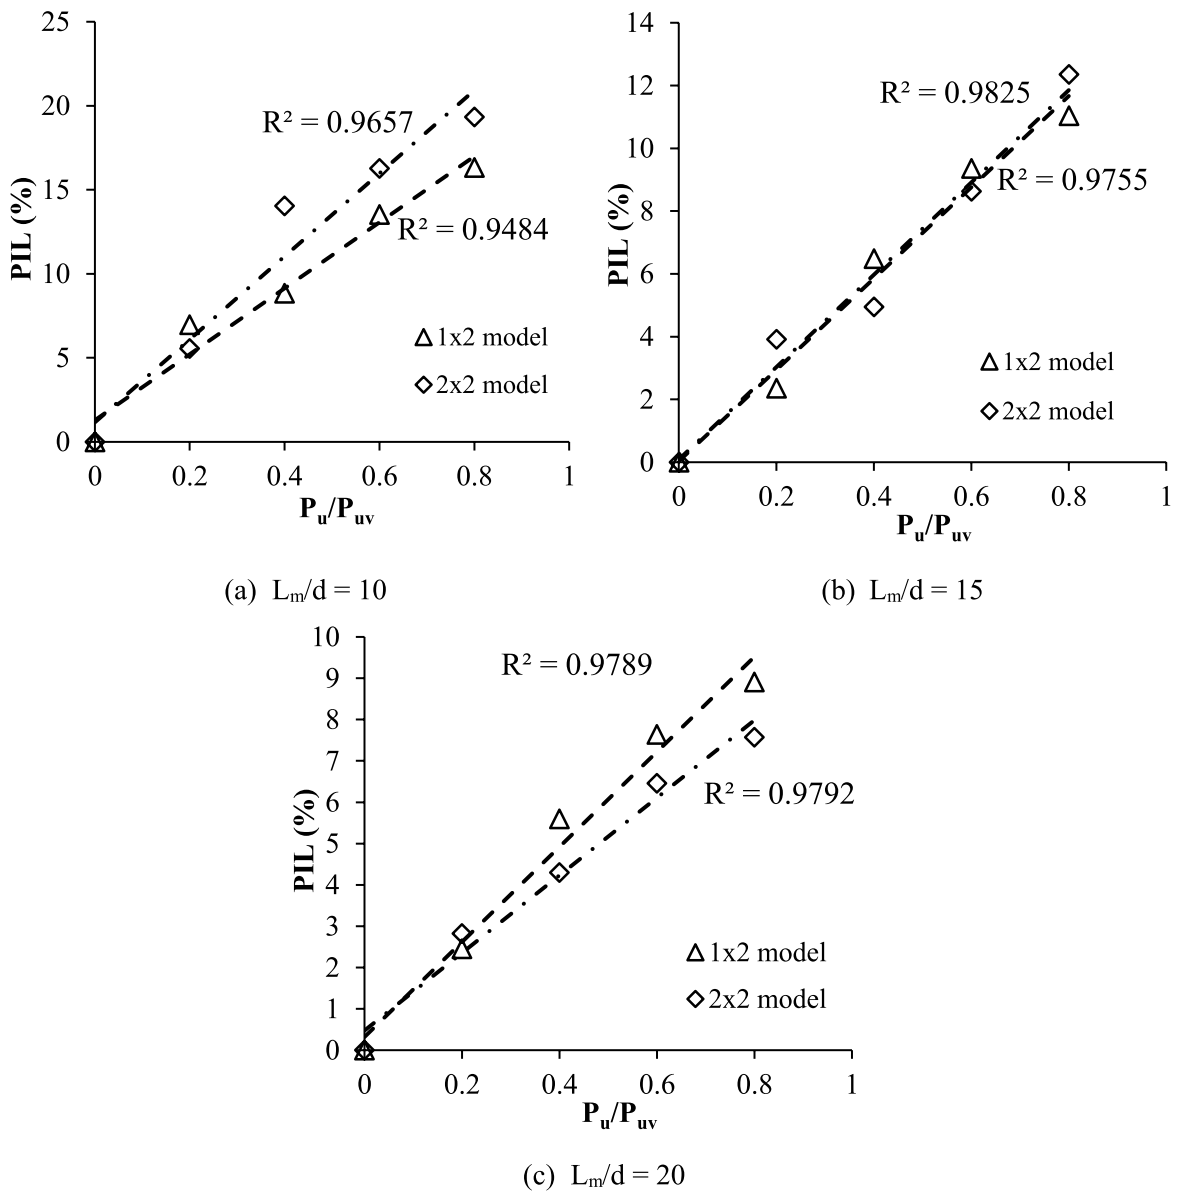 25
20
15
10
5
0
PIL (%)
R² = 0.9657
R² = 0.9484
1x2 model
2x2 model
0 0.2 0.4 0.6 0.8 1
Pu/Puv
(a) Lm/d = 10
14
12
10
8
6
4
2
0
PIL (%)
R² = 0.9825
R² = 0.9755
1x2 model
2x2 model
0 0.2 0.4 0.6 0.8 1
Pu/Puv
(b) Lm/d = 15
10
9
8
7
6
5
4
3
2
1
0
PIL (%)
R² = 0.9789
R² = 0.9792
1x2 model
2x2 model
0 0.2 0.4 0.6 0.8 1
Pu/Puv
(c) Lm/d = 20